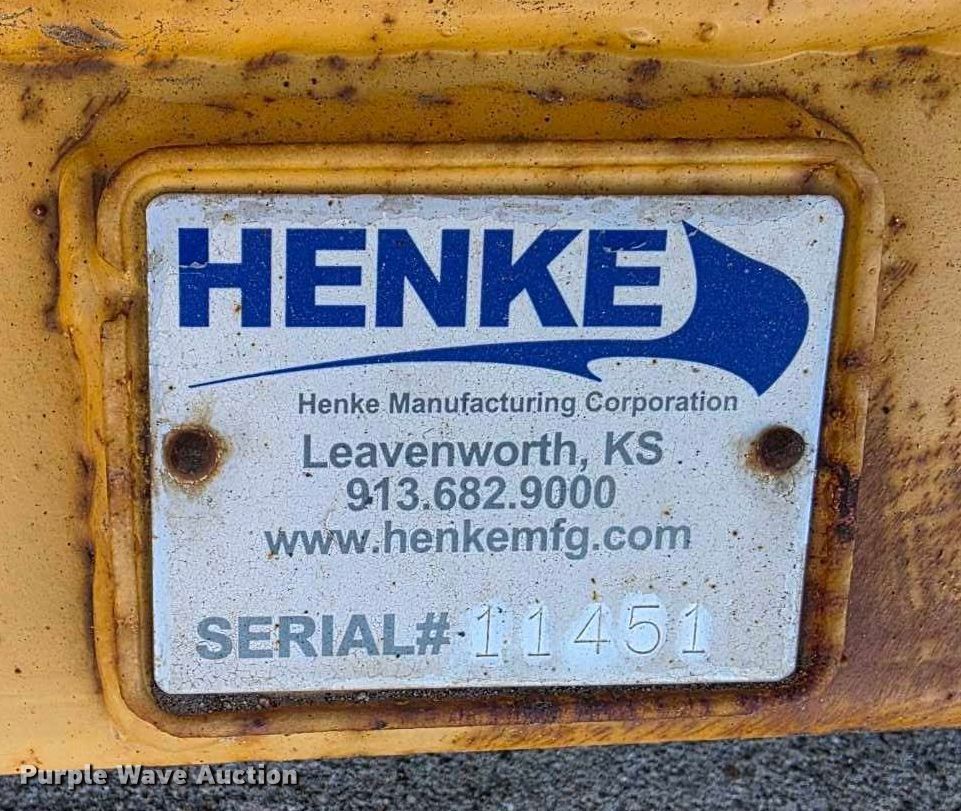 HENKE
Henke Manufacturing Corporation
Leavenworth, KS
913.682.9000
www.henkemfg.com
SERIAL# 11451
Purple Wave Auction